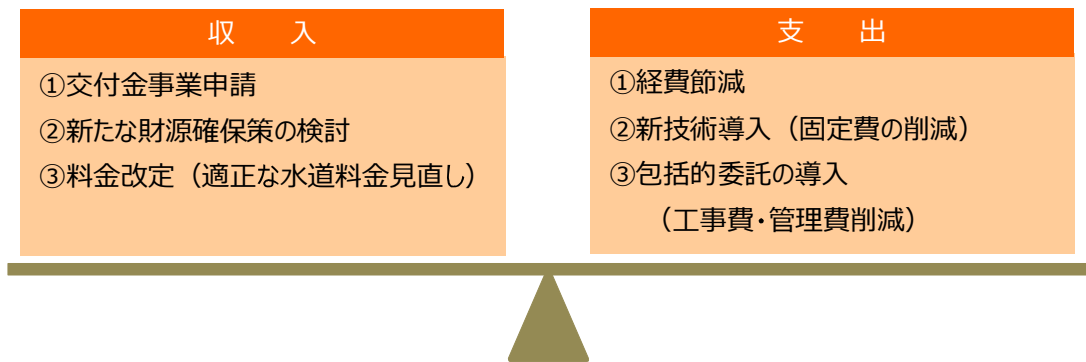 収　入
①交付金事業申請
②新たな財源確保策の検討
③料金改定（適正な水道料金見直し）
支　出
①経費節減
②新技術導入（固定費の削減）
③包括的委託の導入
（工事費・管理費削減）